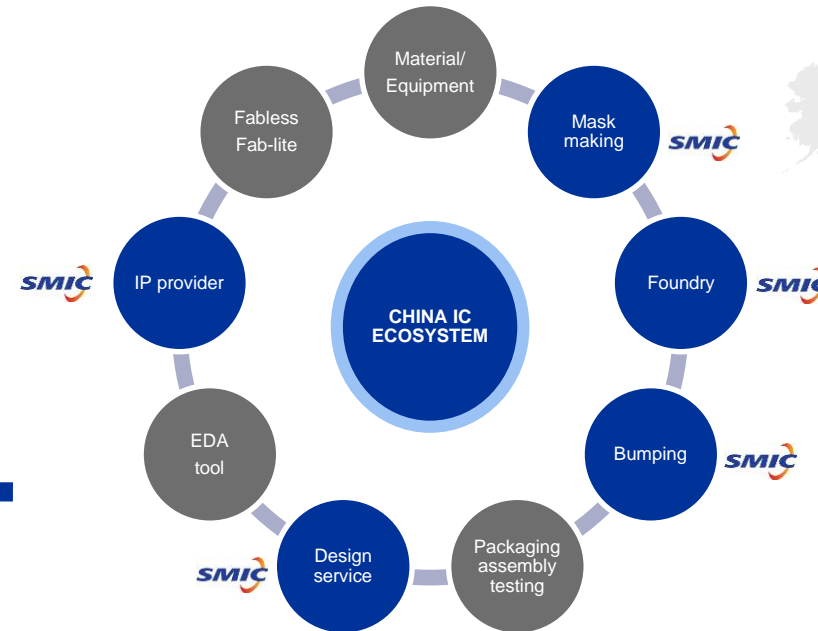 Material/
Equipment
Mask
making
SMIC
Foundry
SMIC
Bumping
SMIC
Packaging
assembly
testing
Design
service
SMIC
EDA
tool
IP provider
SMIC
Fabless
Fab-lite
CHINA IC
ECOSYSTEM